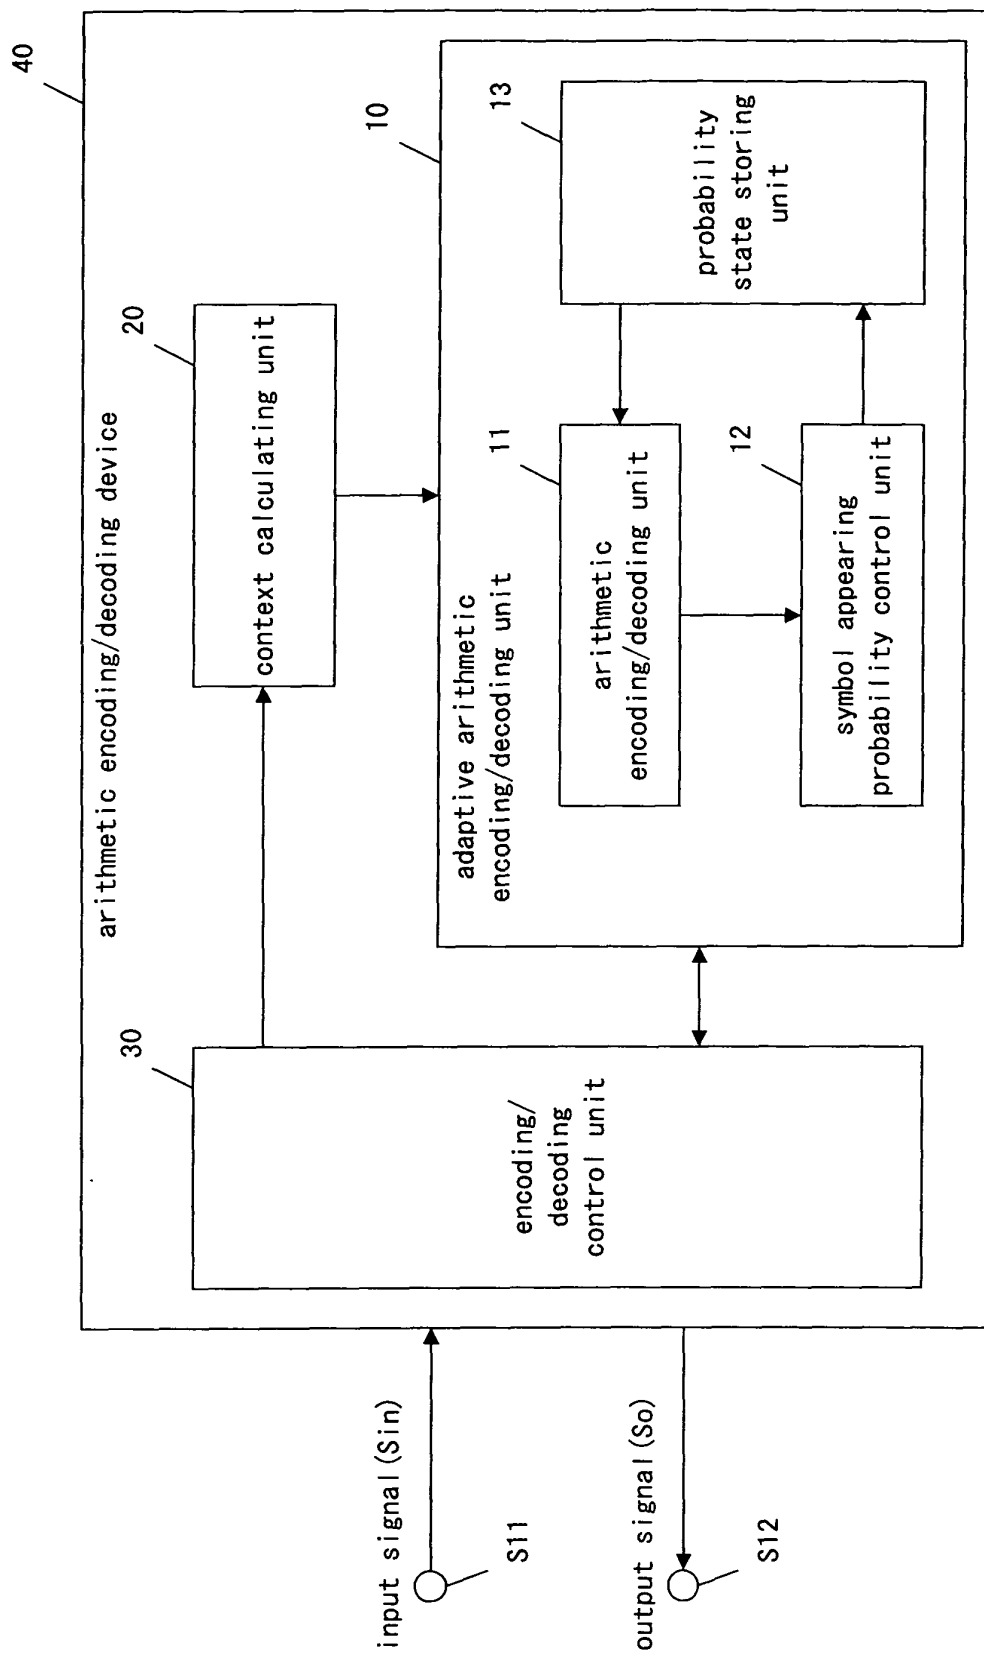 40
arithmetic encoding/decoding device
20
context calculating unit
10
adaptive arithmetic
encoding/decoding unit
13
probability
state storing
unit
11
arithmetic
encoding/decoding unit
12
symbol appearing
probability control unit
30
encoding/
decoding
control unit
input signal(Sin)
S11
output signal(So)
S12